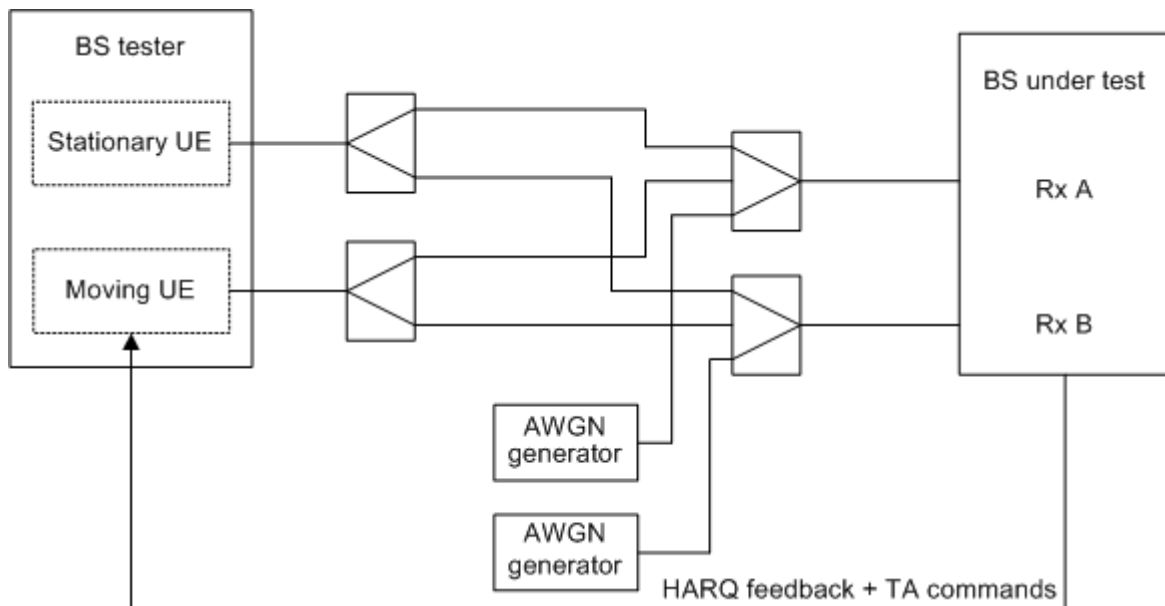 BS tester
Stationary UE
Moving UE
BS under test
Rx A
Rx B
AWGN
generator
AWGN
generator
HARQ feedback + TA commands